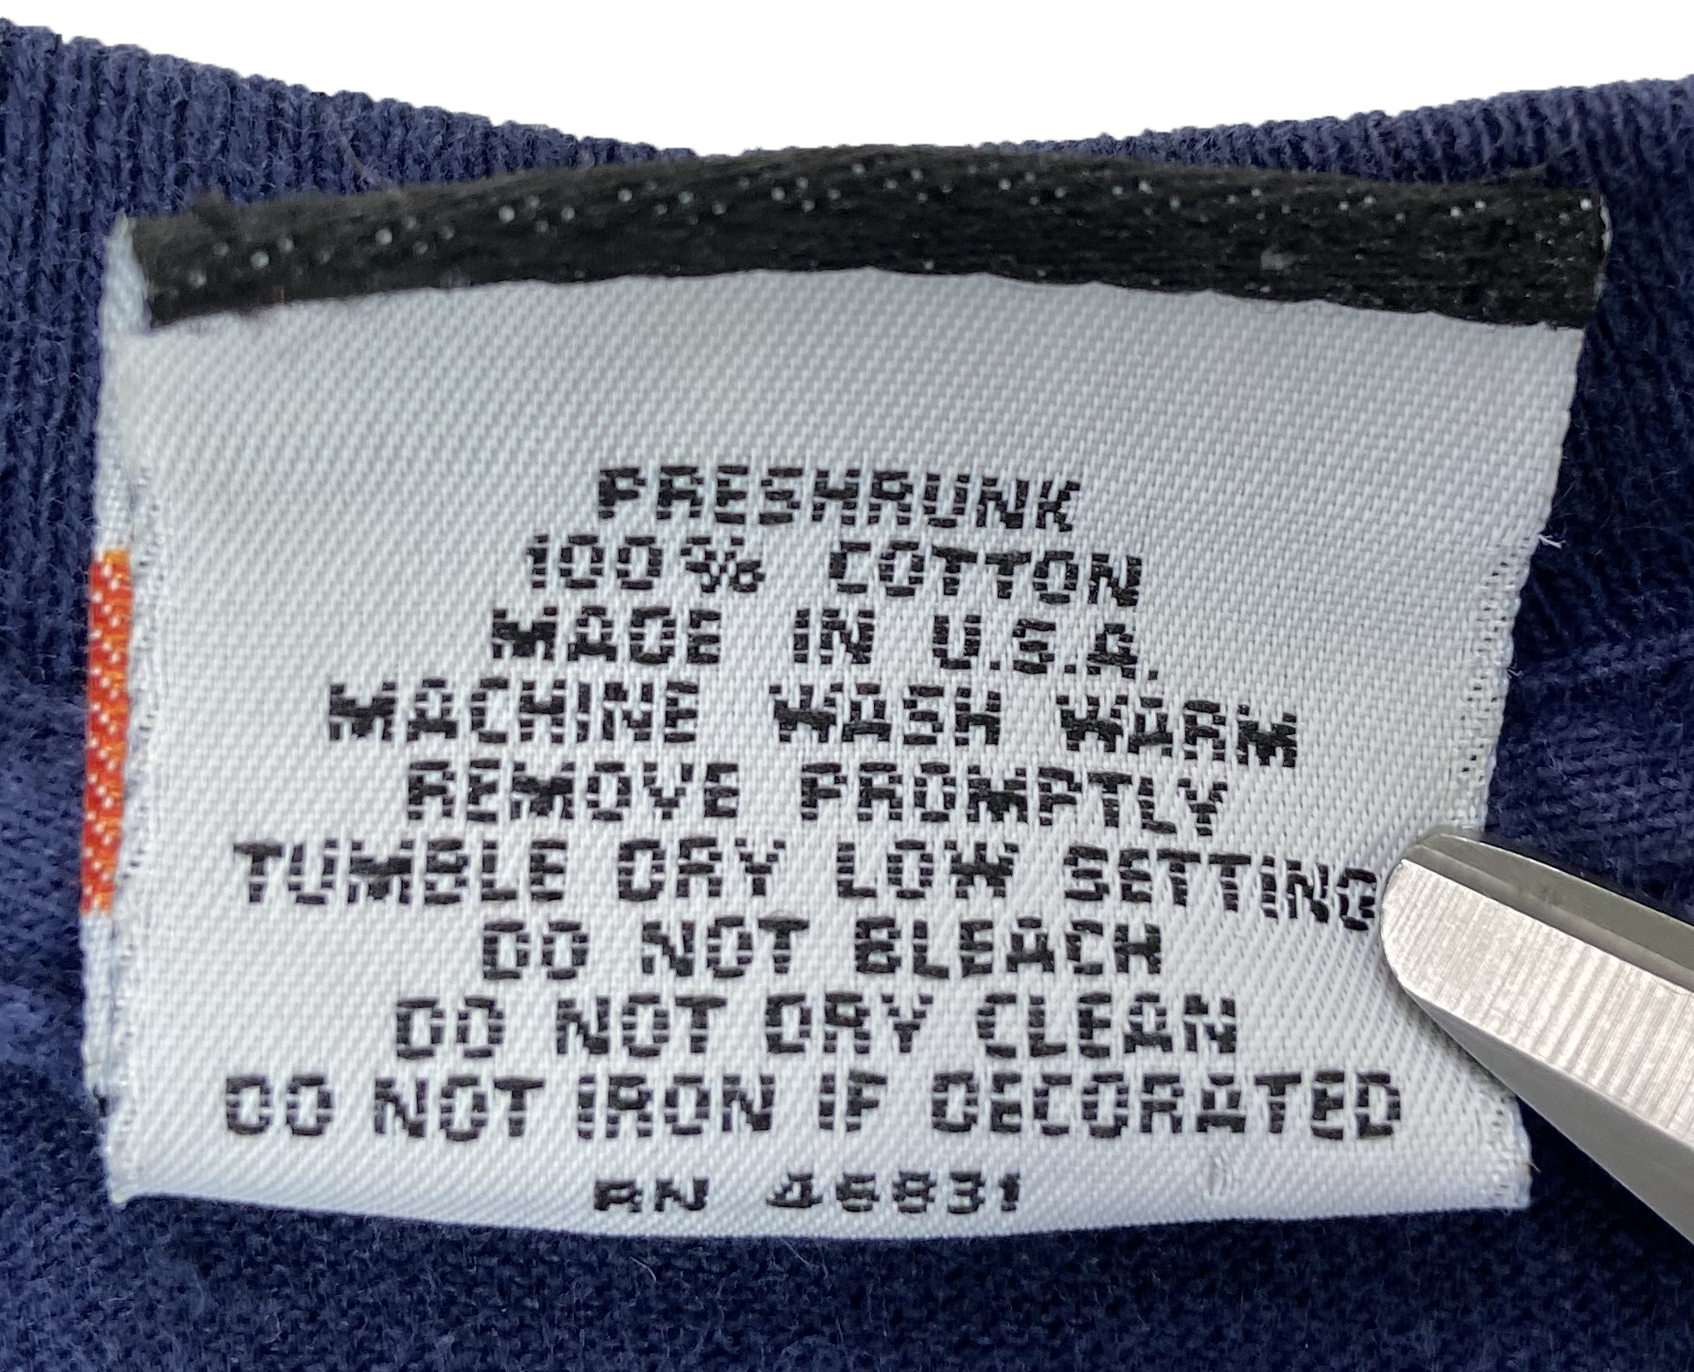 PRESHRUNK
100% COTTON
MADE IN U.S.A.
MACHINE WASH WARM
REMOVE PROMPTLY
TUMBLE DRY LOW SETTING
DO NOT BLEACH
DO NOT DRY CLEAN
DO NOT IRON IF DECORATED
RN 46831